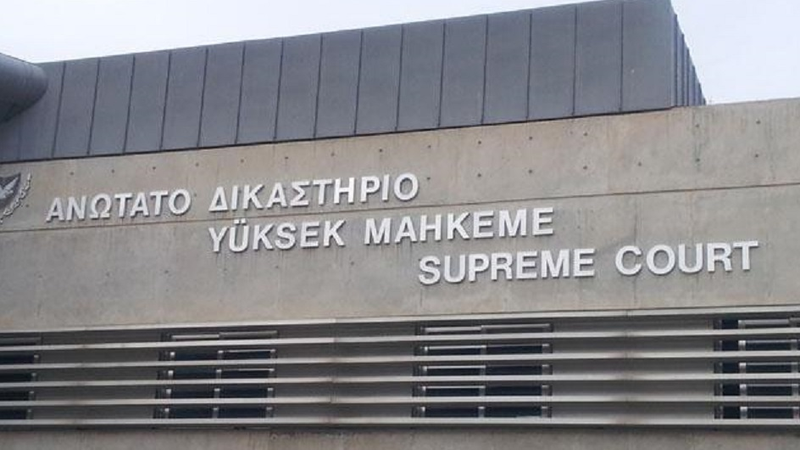 ΑΝΩΤΑΤΟ ΔΙΚΑΣΤΗΡΙΟ
YÜKSEK MAHKEME
SUPREME COURT